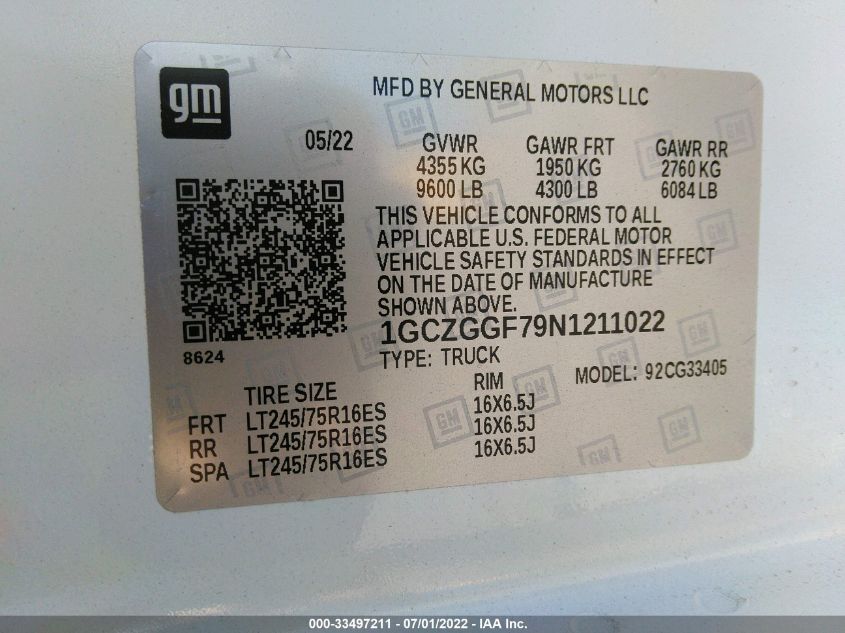 gm
MFD BY GENERAL MOTORS LLC
05/22 GVWR GAWR FRT GAWR RR
4355 KG 1950 KG 2760 KG
9600 LB 4300 LB 6084 LB
THIS VEHICLE CONFORMS TO ALL
APPLICABLE U.S. FEDERAL MOTOR
VEHICLE SAFETY STANDARDS IN EFFECT
ON THE DATE OF MANUFACTURE
SHOWN ABOVE.
1GCZGGF79N1211022
8624
TYPE: TRUCK MODEL: 92CG33405
TIRE SIZE RIM
FRT LT245/75R16ES 16X6.5J
RR LT245/75R16ES 16X6.5J
SPA LT245/75R16ES 16X6.5J
000-33497211 - 07/01/2022 - IAA Inc.